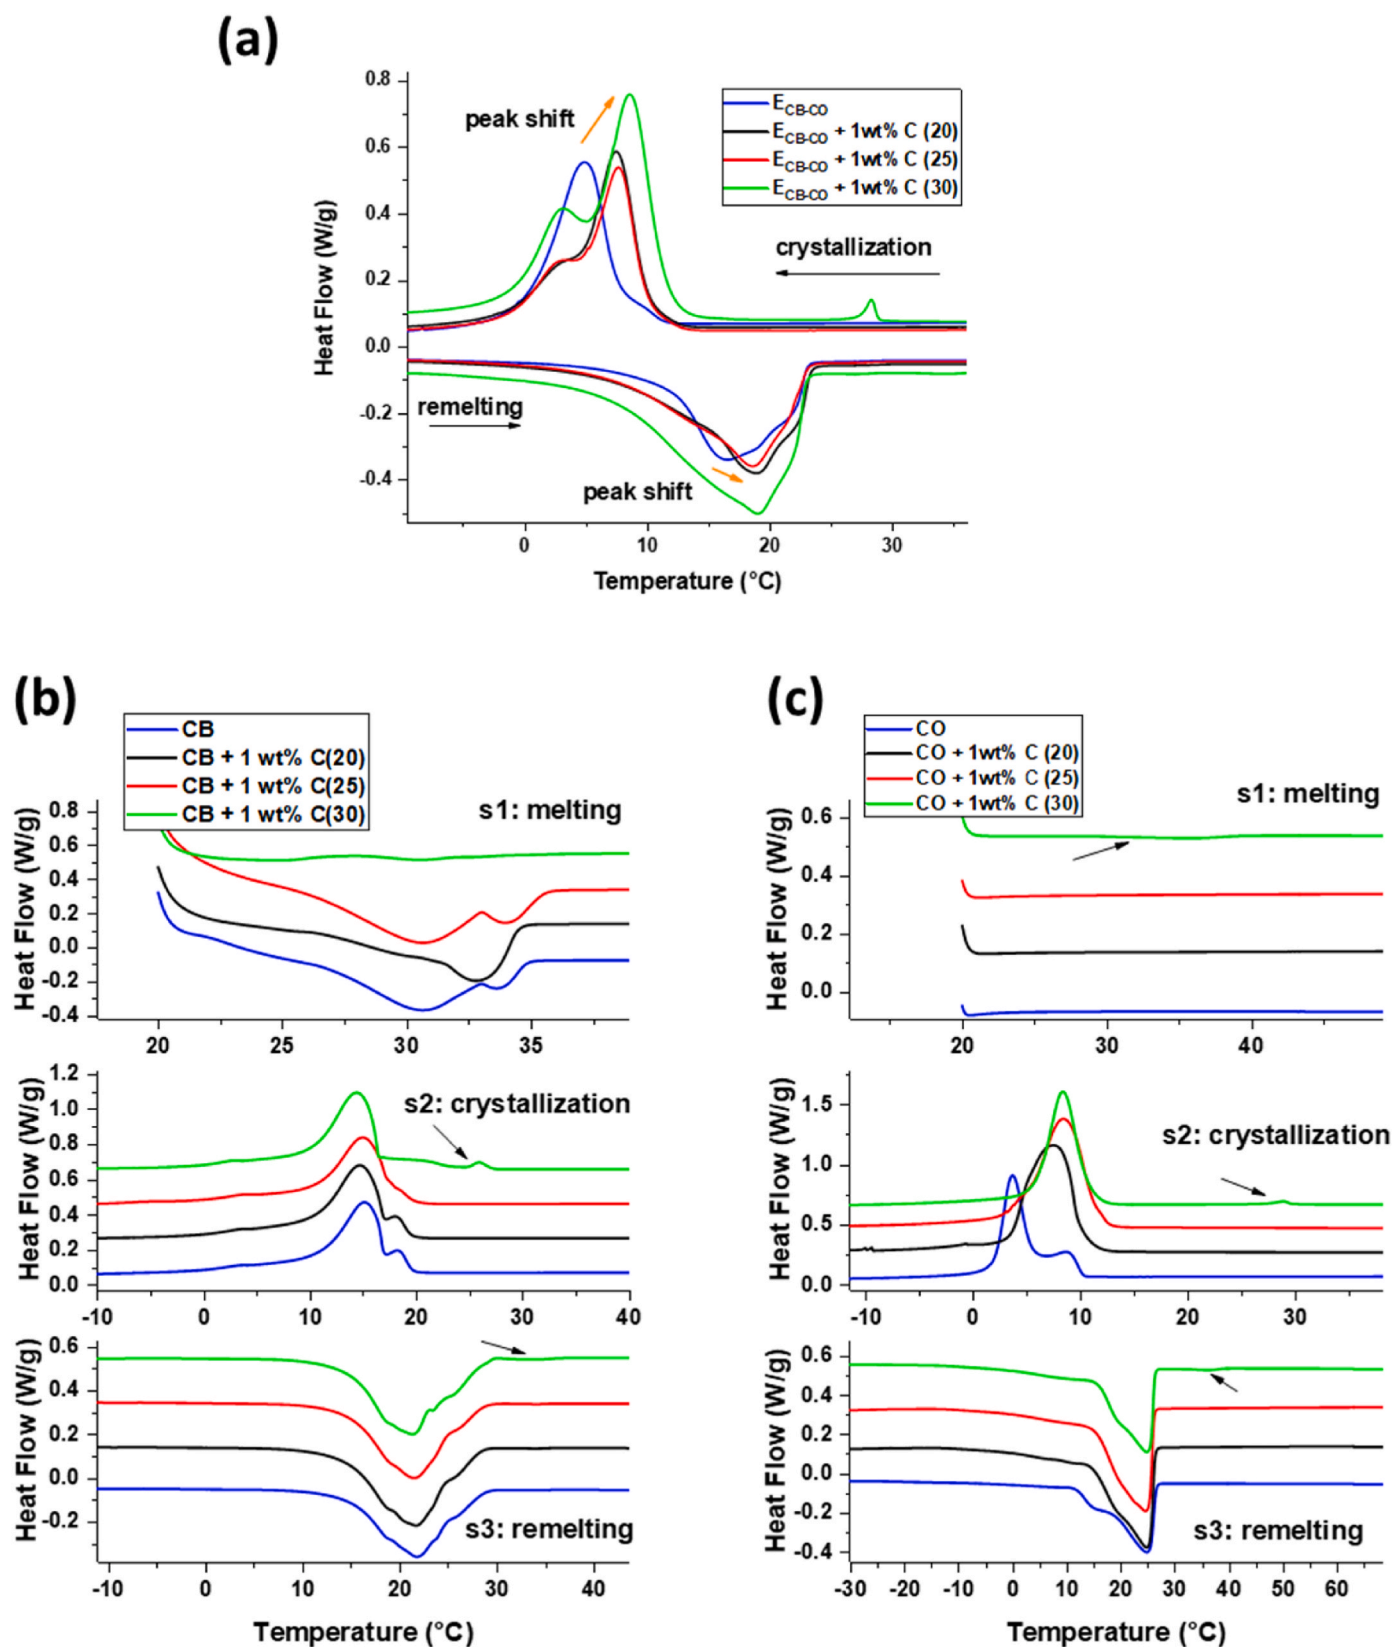 (a)
0.8
0.6
0.4
0.2
0.0
-0.2
-0.4
Heat Flow (W/g)
peak shift
E_CB-CO
E_CB-CO + 1wt% C (20)
E_CB-CO + 1wt% C (25)
E_CB-CO + 1wt% C (30)
crystallization
remelting
peak shift
0 10 20 30
Temperature (°C)
(b)
CB
CB + 1 wt% C(20)
CB + 1 wt% C(25)
CB + 1 wt% C(30)
s1: melting
0.8
0.6
0.4
0.2
0.0
-0.2
-0.4
Heat Flow (W/g)
20 25 30 35
1.2
1.0
0.8
0.6
0.4
0.2
0.0
Heat Flow (W/g)
s2: crystallization
-10 0 10 20 30 40
0.6
0.4
0.2
0.0
-0.2
Heat Flow (W/g)
s3: remelting
-10 0 10 20 30 40
Temperature (°C)
(c)
CO
CO + 1wt% C (20)
CO + 1wt% C (25)
CO + 1wt% C (30)
s1: melting
0.6
0.4
0.2
0.0
Heat Flow (W/g)
20 30 40
1.5
1.0
0.5
0.0
Heat Flow (W/g)
s2: crystallization
-10 0 10 20 30
0.6
0.4
0.2
0.0
-0.2
-0.4
Heat Flow (W/g)
s3: remelting
-30 -20 -10 0 10 20 30 40 50 60
Temperature (°C)